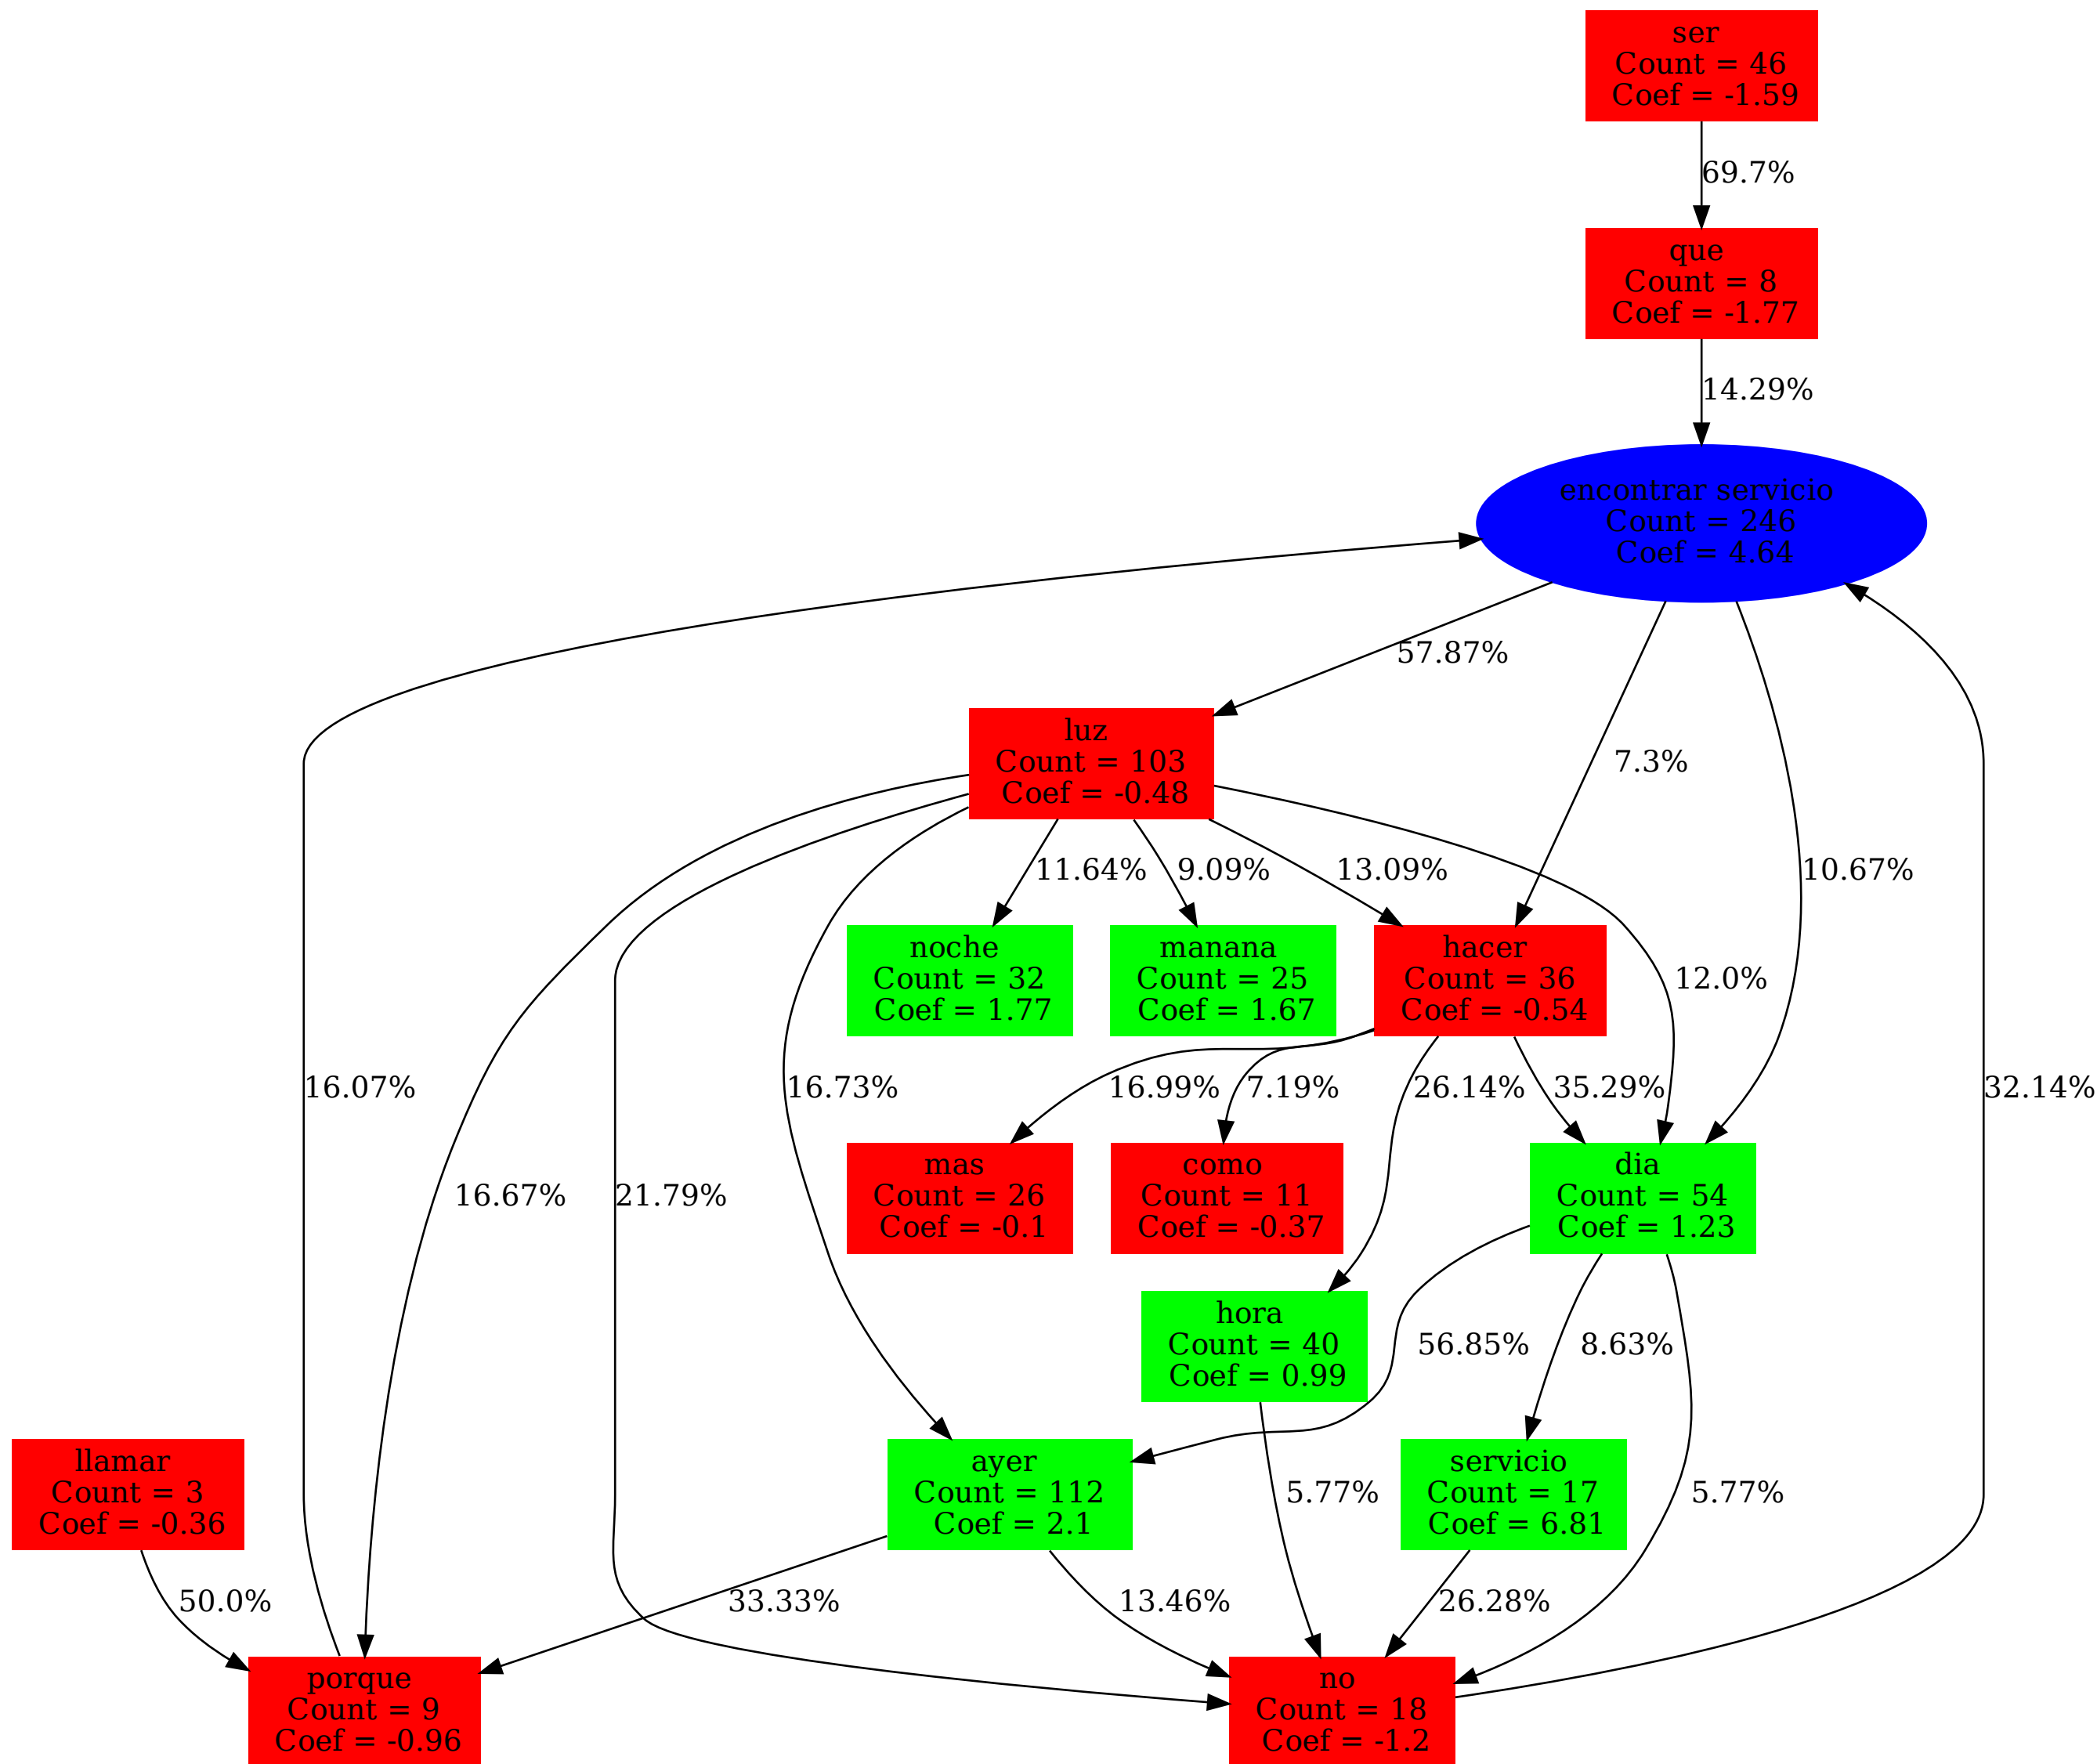 ser
Count = 46
Coef = -1.59
69.7%
que
Count = 8
Coef = -1.77
14.29%
encontrar servicio
Count = 246
Coef = 4.64
57.87%
luz
Count = 103
Coef = -0.48
7.3%
11.64%
9.09%
13.09%
10.67%
noche
Count = 32
Coef = 1.77
manana
Count = 25
Coef = 1.67
hacer
Count = 36
Coef = -0.54
12.0%
16.07%
16.73%
16.99%
7.19%
26.14%
35.29%
32.14%
16.67%
21.79%
mas
Count = 26
Coef = -0.1
como
Count = 11
Coef = -0.37
dia
Count = 54
Coef = 1.23
hora
Count = 40
Coef = 0.99
56.85%
8.63%
llamar
Count = 3
Coef = -0.36
ayer
Count = 112
Coef = 2.1
5.77%
servicio
Count = 17
Coef = 6.81
5.77%
50.0%
33.33%
13.46%
26.28%
porque
Count = 9
Coef = -0.96
no
Count = 18
Coef = -1.2